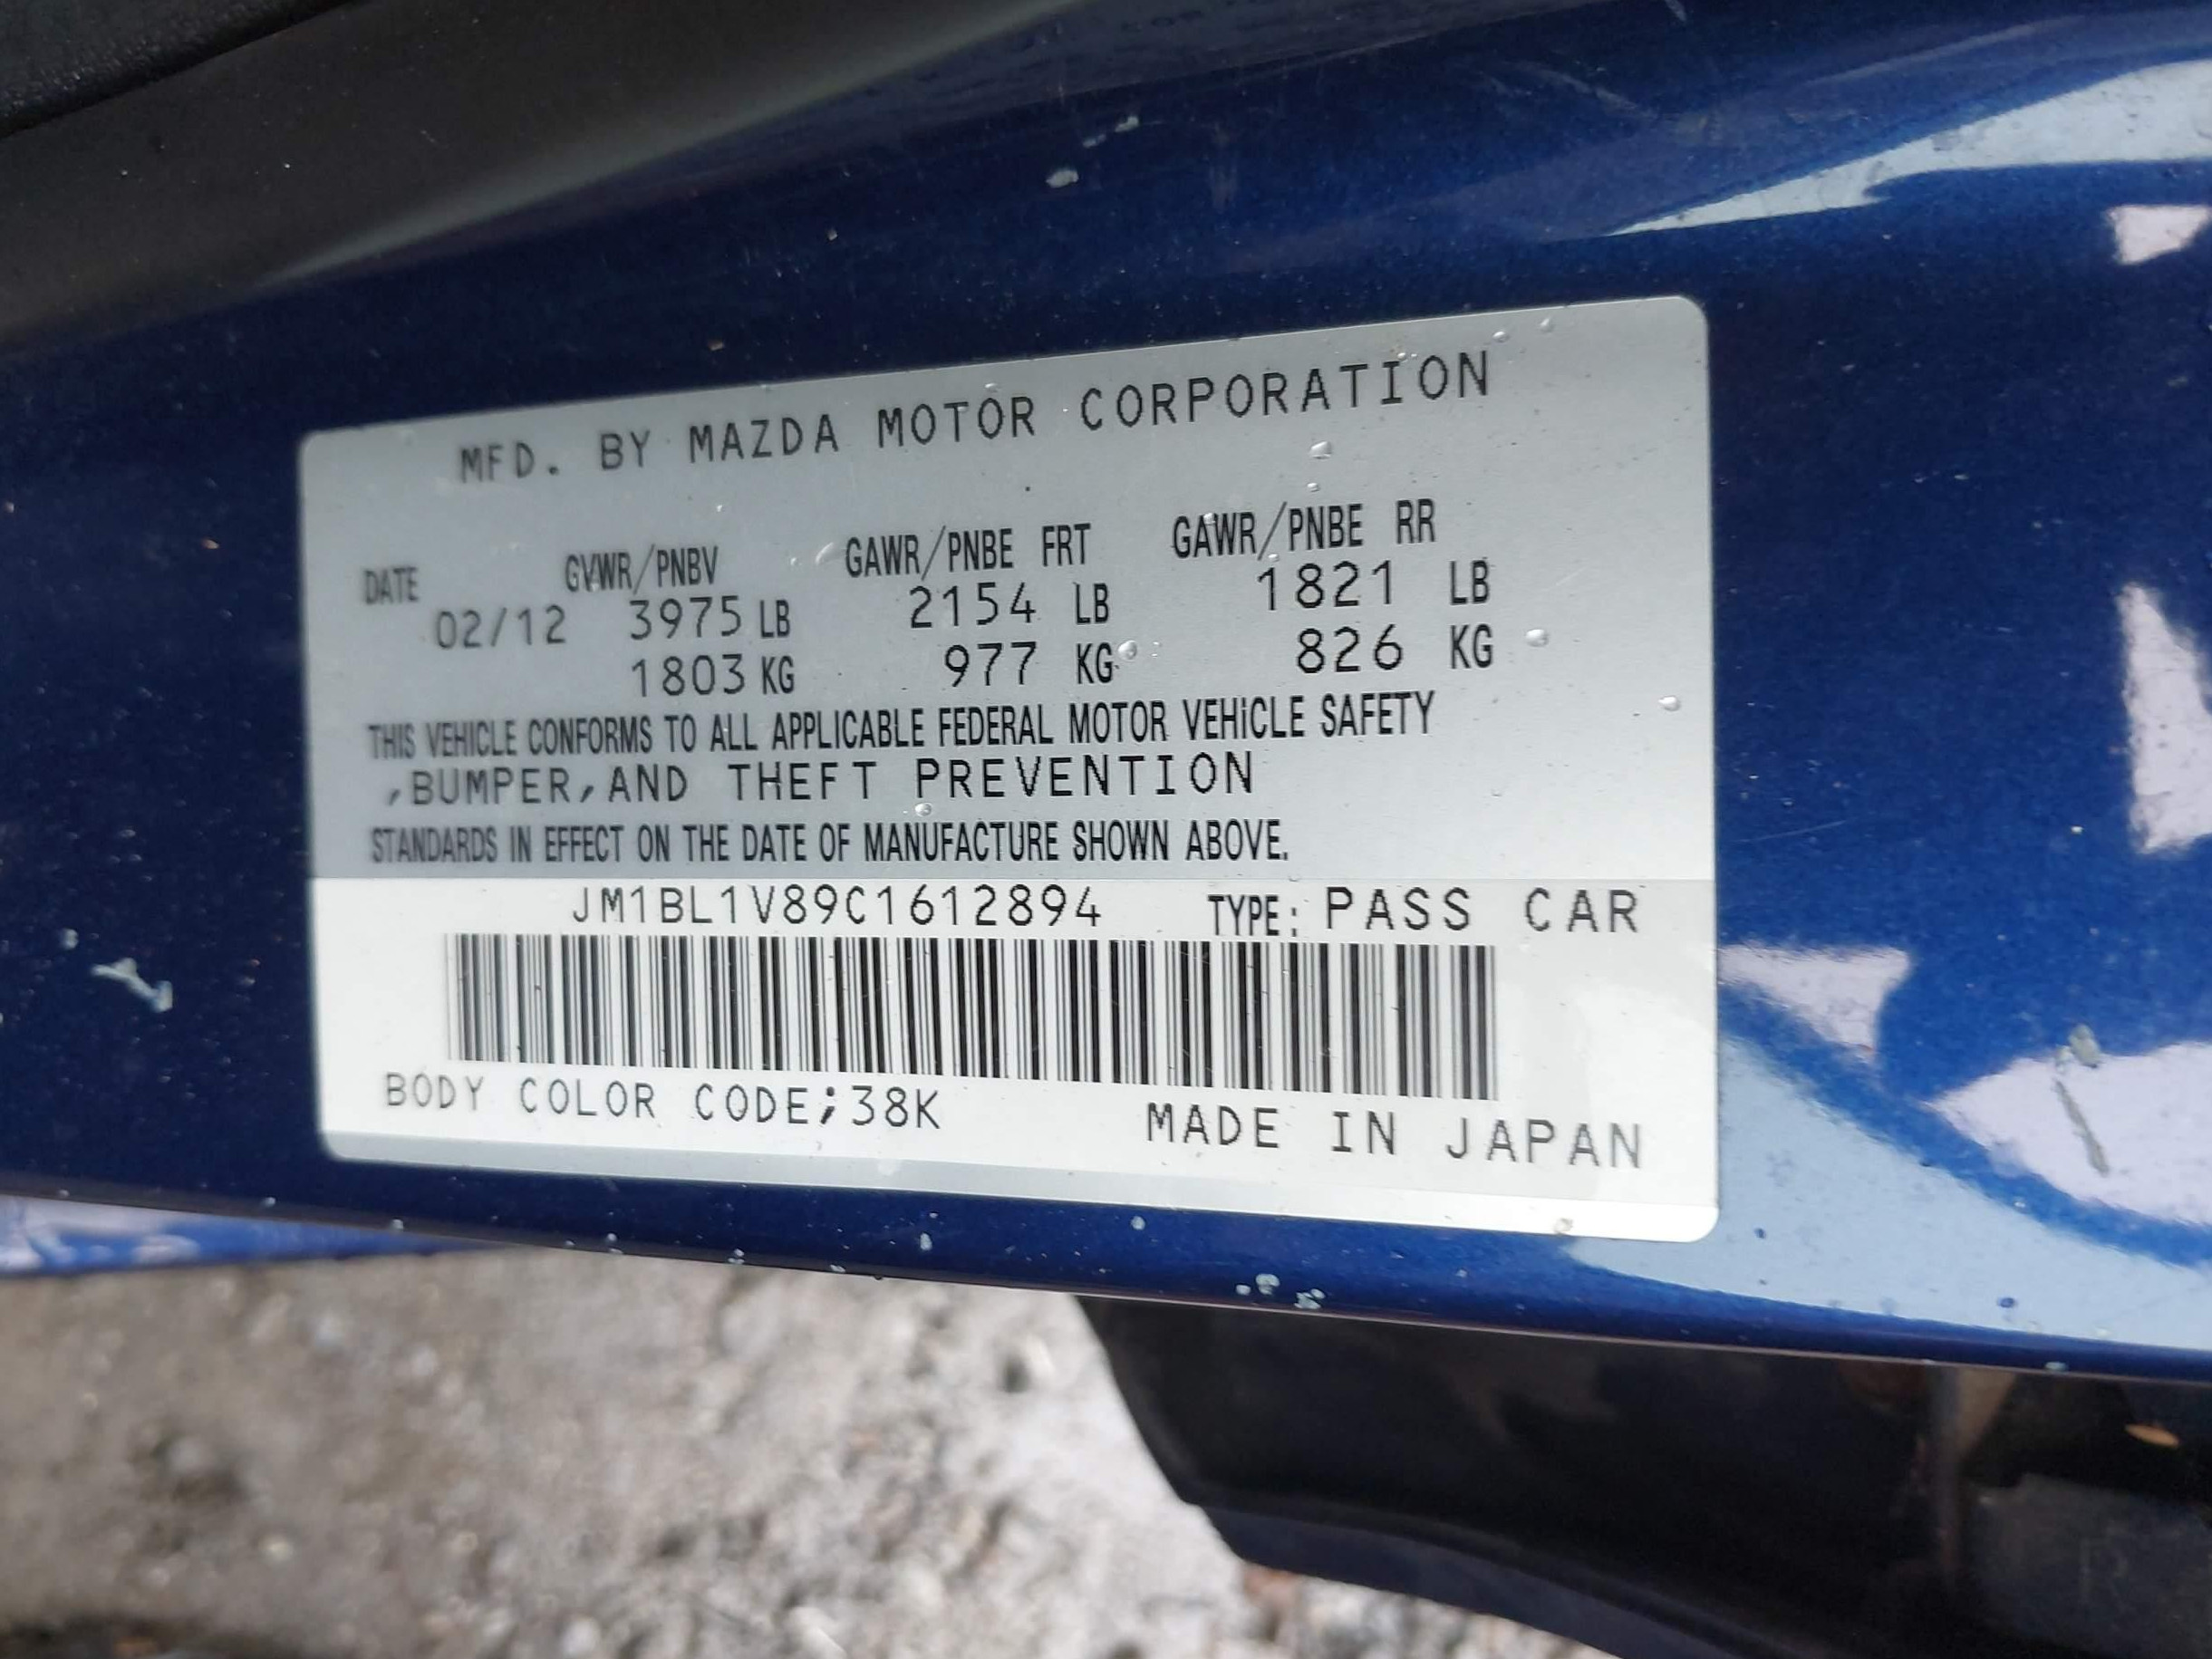 MFD. BY MAZDA MOTOR CORPORATION
DATE GVWR/PNBV GAWR/PNBE FRT GAWR/PNBE RR
02/12 3975 LB 2154 LB 1821 LB
1803 KG 977 KG 826 KG
THIS VEHICLE CONFORMS TO ALL APPLICABLE FEDERAL MOTOR VEHICLE SAFETY
,BUMPER,AND THEFT PREVENTION
STANDARDS IN EFFECT ON THE DATE OF MANUFACTURE SHOWN ABOVE.
JM1BL1V89C1612894 TYPE: PASS CAR
BODY COLOR CODE;38K MADE IN JAPAN